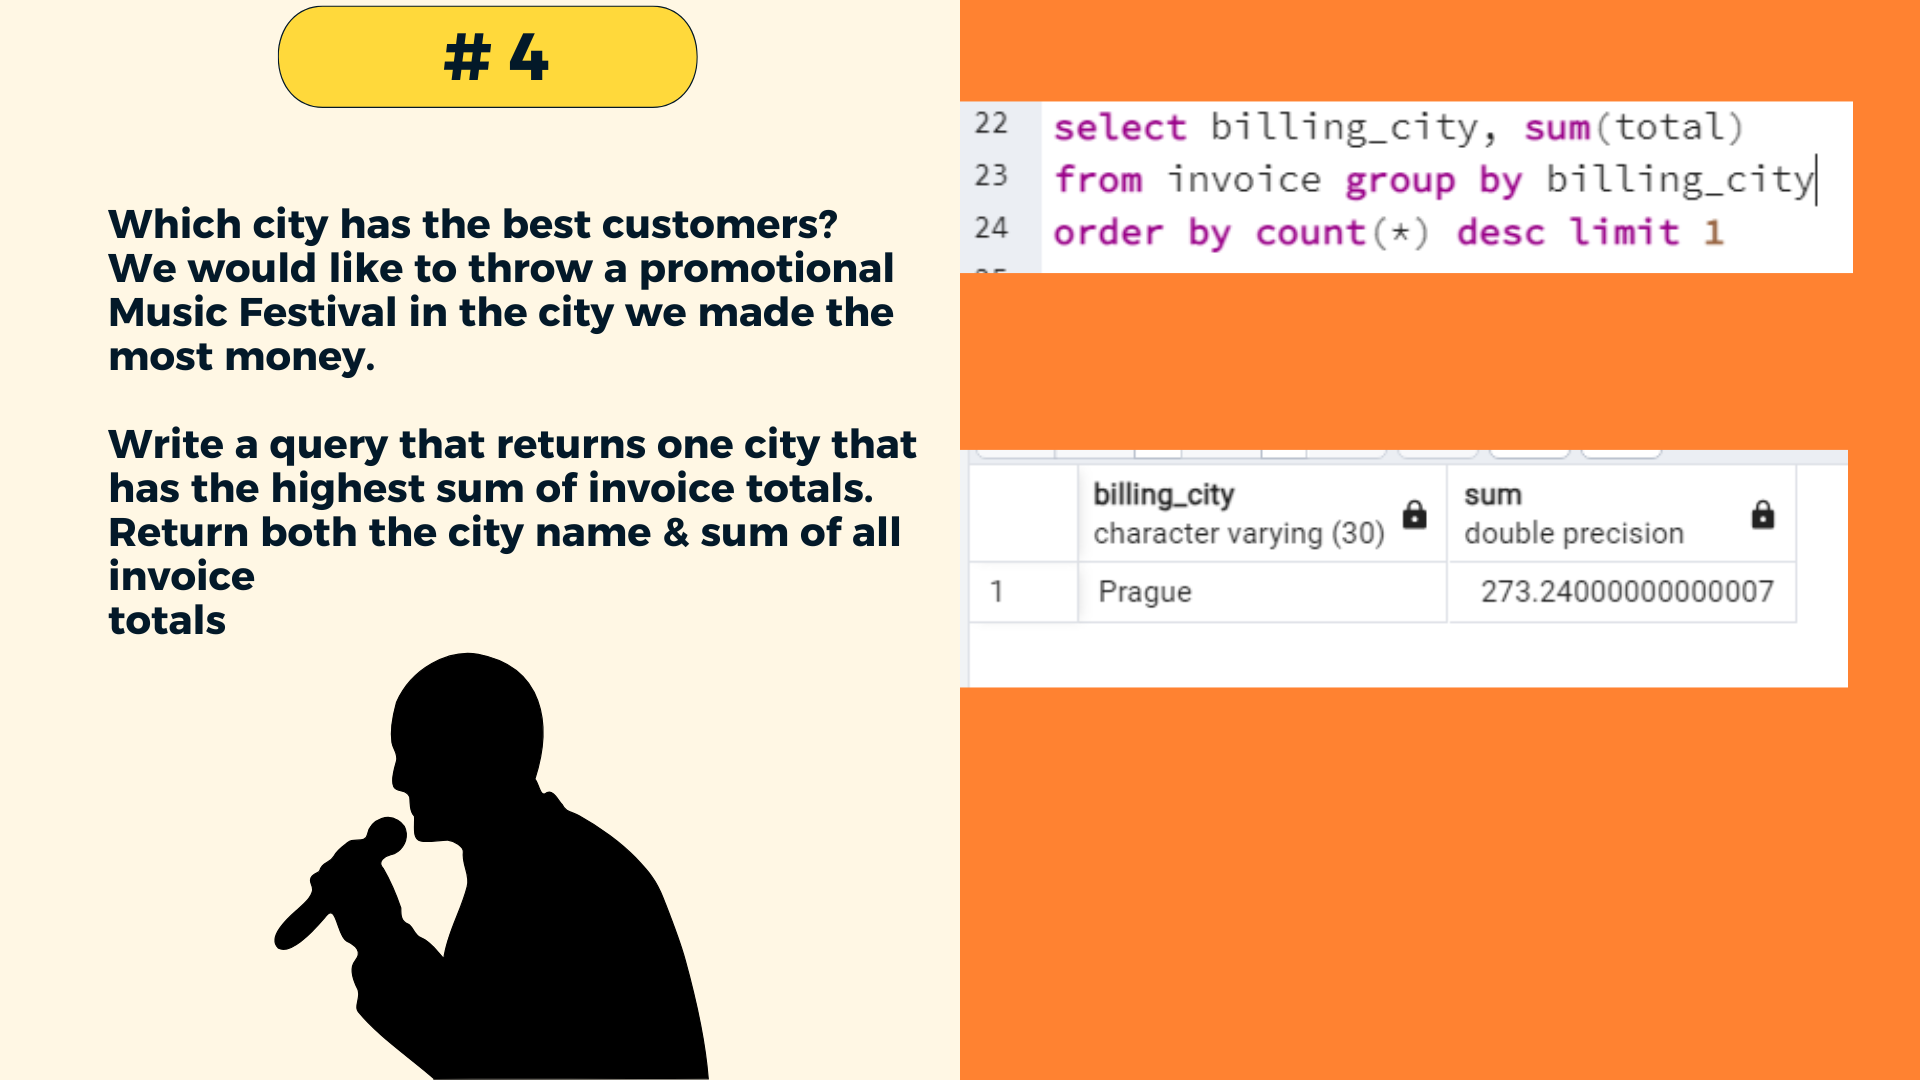 # 4
Which city has the best customers?
We would like to throw a promotional
Music Festival in the city we made the
most money.
Write a query that returns one city that
has the highest sum of invoice totals.
Return both the city name & sum of all
invoice
totals
22 select billing_city, sum(total)
23 from invoice group by billing_city
24 order by count(*) desc limit 1
billing_city sum
character varying (30) double precision
1 Prague 273.24000000000007